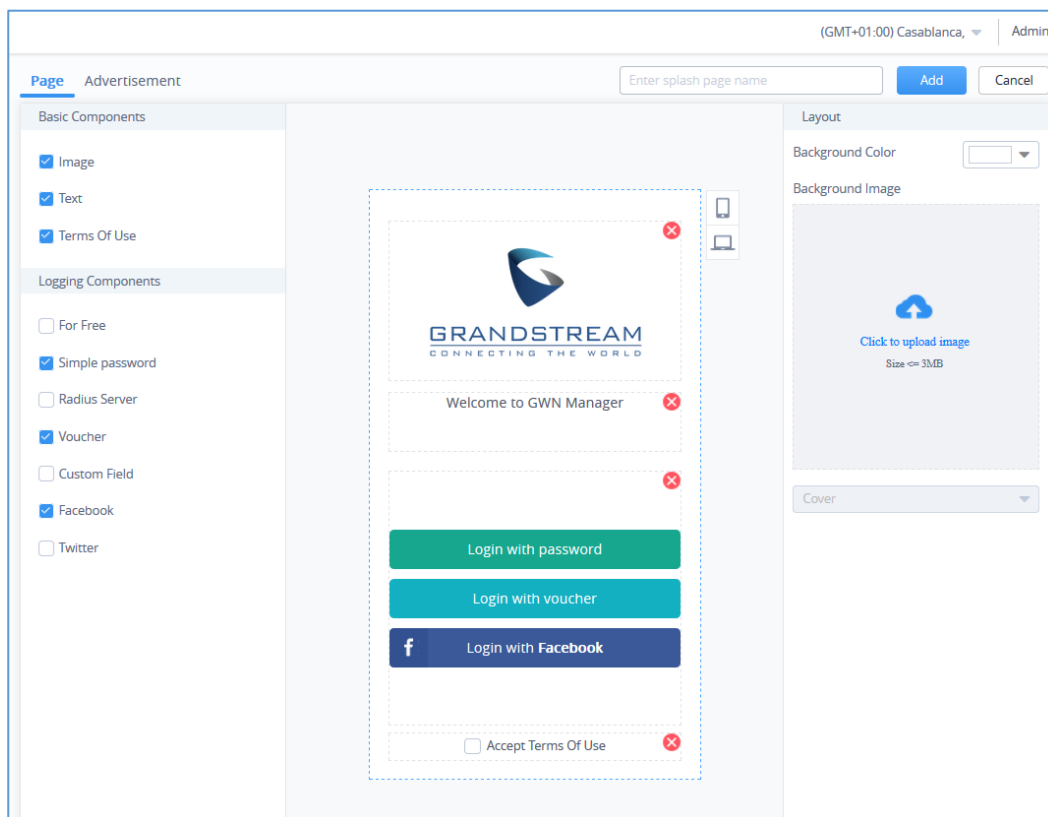 (GMT+01:00) Casablanca,
Admin
Page
Advertisement
Enter splash page name
Add
Cancel
Basic Components
Image
Text
Terms Of Use
Logging Components
For Free
Simple password
Radius Server
Voucher
Custom Field
Facebook
Twitter
GRANDSTREAM
CONNECTING THE WORLD
Welcome to GWN Manager
Login with password
Login with voucher
f
Login with Facebook
Accept Terms Of Use
Layout
Background Color
Background Image
Click to upload image
Size <= 3MB
Cover